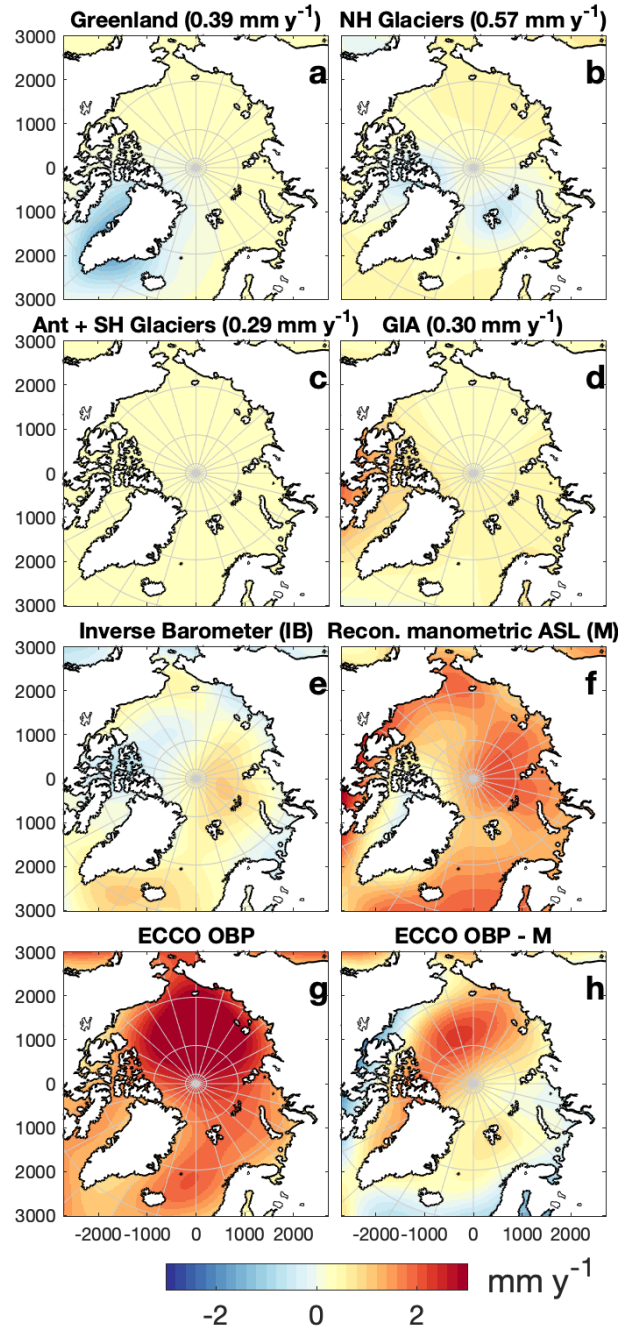 Greenland (0.39 mm y⁻¹) NH Glaciers (0.57 mm y⁻¹)
3000
2000
1000
0
1000
2000
3000
a b
Ant + SH Glaciers (0.29 mm y⁻¹) GIA (0.30 mm y⁻¹)
3000
2000
1000
0
1000
2000
3000
c d
Inverse Barometer (IB) Recon. manometric ASL (M)
3000
2000
1000
0
1000
2000
3000
e f
ECCO OBP ECCO OBP - M
3000
2000
1000
0
1000
2000
3000
g h
-2000 -1000 0 1000 2000 -2000 -1000 0 1000 2000
-2 0 2 mm y⁻¹